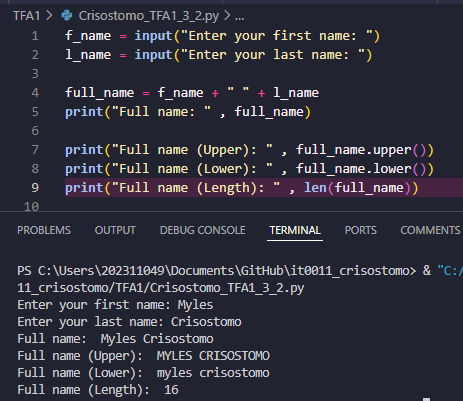 TFA1 > Crisostomo_TFA1_3_2.py > ...
1 f_name = input("Enter your first name: ")
2 l_name = input("Enter your last name: ")
3
4 full_name = f_name + " " + l_name
5 print("Full name: " , full_name)
6
7 print("Full name (Upper): " , full_name.upper())
8 print("Full name (Lower): " , full_name.lower())
9 print("Full name (Length): " , len(full_name))
10
PROBLEMS OUTPUT DEBUG CONSOLE TERMINAL PORTS COMMENTS
PS C:\Users\202311049\Documents\GitHub\it0011_crisostomo> & "C:/
11_crisostomo/TFA1/Crisostomo_TFA1_3_2.py
Enter your first name: Myles
Enter your last name: Crisostomo
Full name:  Myles Crisostomo
Full name (Upper):  MYLES CRISOSTOMO
Full name (Lower):  myles crisostomo
Full name (Length):  16